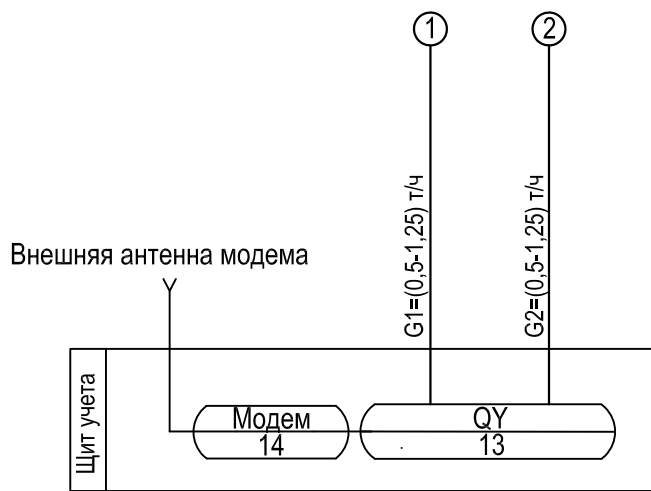 1
2
G1=(0,5-1,25) т/ч
G2=(0,5-1,25) т/ч
Внешняя антенна модема
Щит учета
Модем
14
QY
13